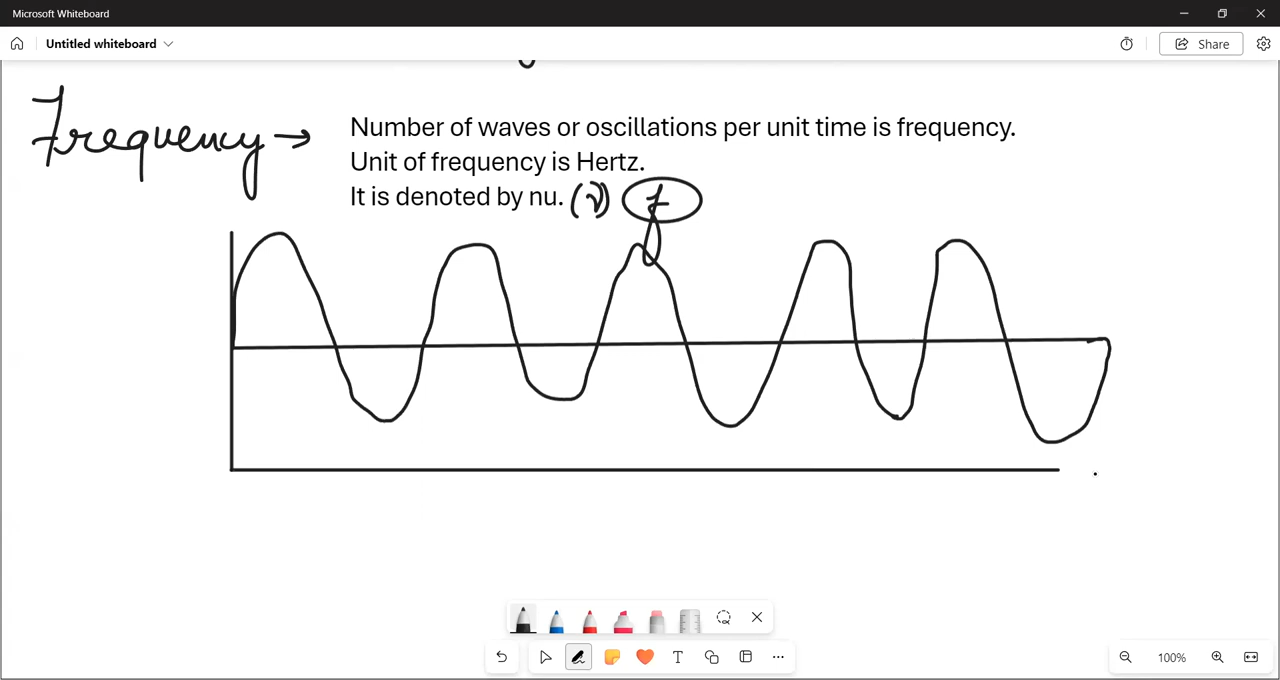 Microsoft Whiteboard
Untitled whiteboard
Share
Frequency →
Number of waves or oscillations per unit time is frequency.
Unit of frequency is Hertz.
It is denoted by nu. (ν) f
100%